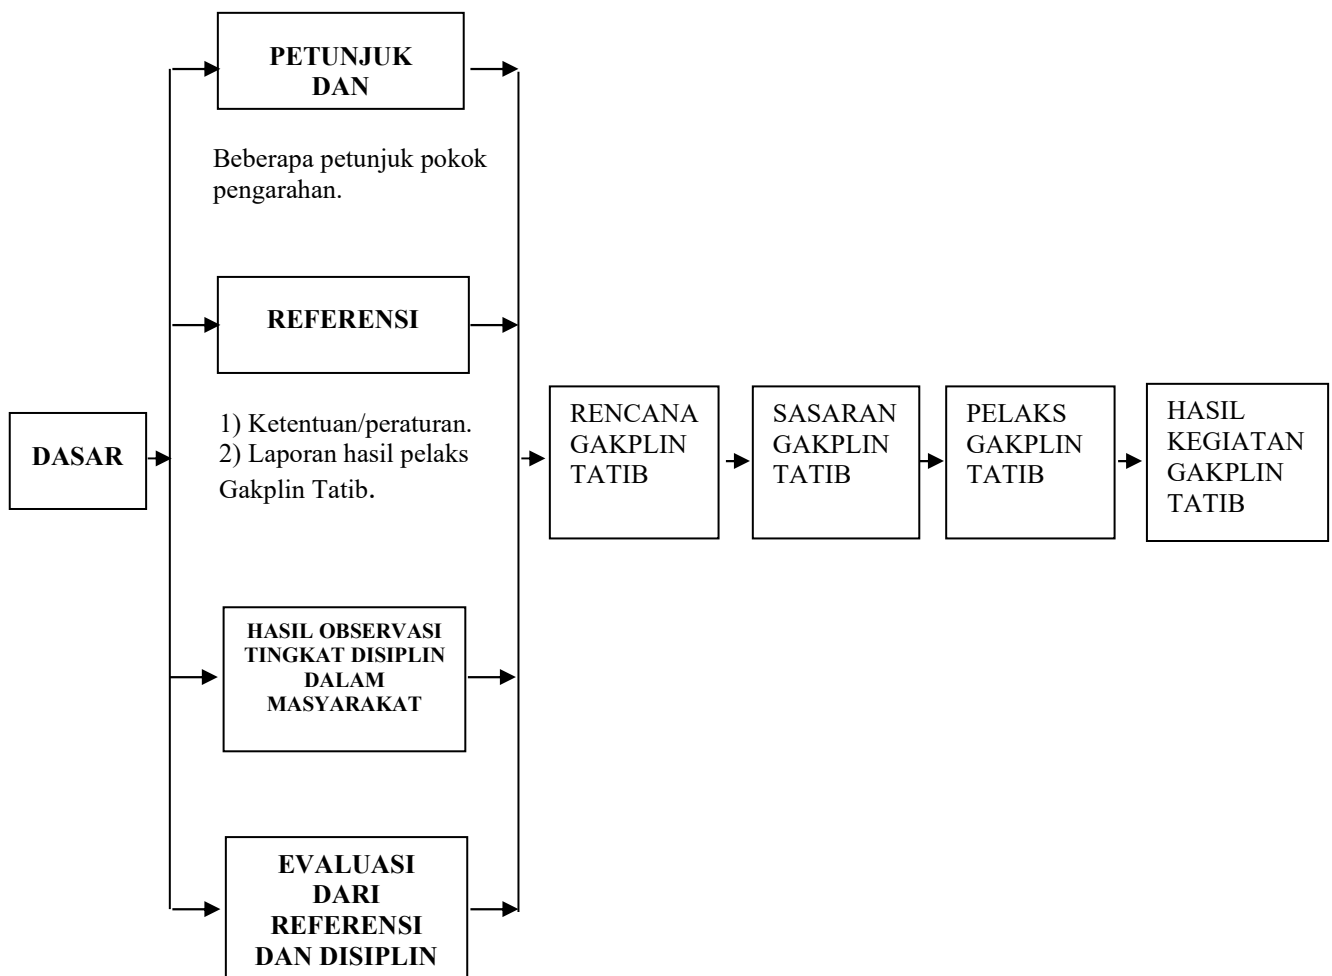 PETUNJUK
DAN
Beberapa petunjuk pokok
pengarahan.
REFERENSI
DASAR
1) Ketentuan/peraturan.
2) Laporan hasil pelaks
Gakplin Tatib.
RENCANA
GAKPLIN
TATIB
SASARAN
GAKPLIN
TATIB
PELAKS
GAKPLIN
TATIB
HASIL
KEGIATAN
GAKPLIN
TATIB
HASIL OBSERVASI
TINGKAT DISIPLIN
DALAM
MASYARAKAT
EVALUASI
DARI
REFERENSI
DAN DISIPLIN